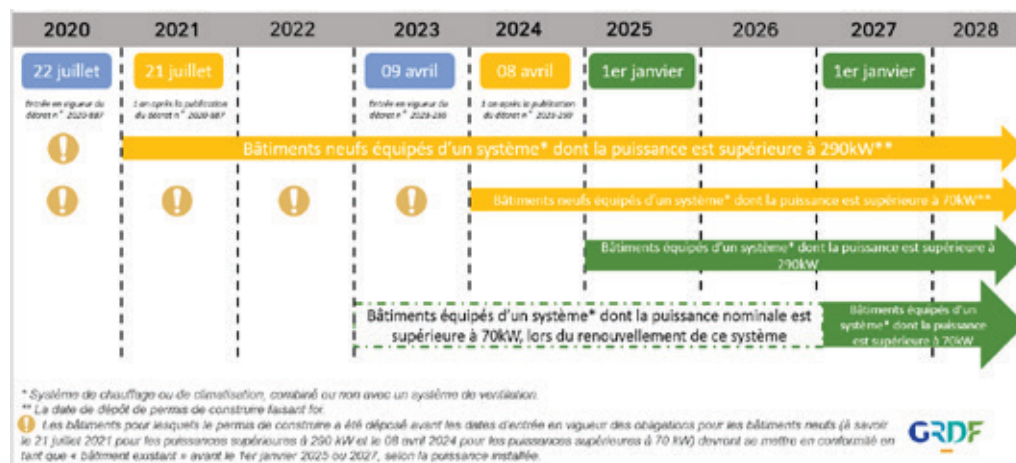 2020 2021 2022 2023 2024 2025 2026 2027 2028
22 juillet 21 juillet 09 avril 08 avril 1er janvier 1er janvier
Entrée en vigueur du 1 an après la publication Entrée en vigueur du 1 an après la publication
décret n° 2020-887 du décret n° 2020-887 décret n° 2023-259 du décret n° 2023-259
Bâtiments neufs équipés d'un système* dont la puissance est supérieure à 290kW**
Bâtiments neufs équipés d'un système* dont la puissance est supérieure à 70kW**
Bâtiments équipés d'un système* dont la puissance est supérieure à
290kW
Bâtiments équipés d'un système* dont la puissance nominale est
supérieure à 70kW, lors du renouvellement de ce système
Bâtiments équipés d'un
système* dont la puissance
est supérieure à 70kW
* Système de chauffage ou de climatisation, combiné ou non avec un système de ventilation.
** La date de dépôt de permis de construire faisant foi.
Les bâtiments pour lesquels le permis de construire a été déposé avant les dates d'entrée en vigueur des obligations pour les bâtiments neufs (à savoir
le 21 juillet 2021 pour les puissances supérieures à 290 kW et le 08 avril 2024 pour les puissances supérieures à 70 kW) devront se mettre en conformité en
tant que « bâtiment existant » avant le 1er janvier 2025 ou 2027, selon la puissance installée.
GRDF